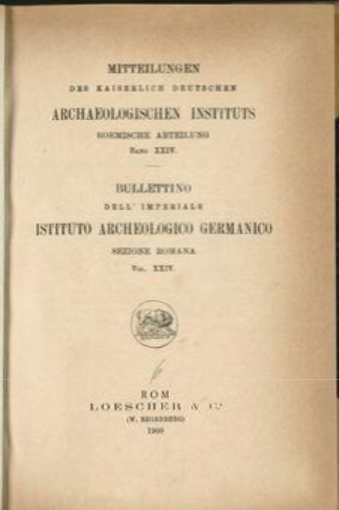 MITTEILUNGEN
DES KAISERLICH DEUTSCHEN
ARCHAEOLOGISCHEN INSTITUTS
ROEMISCHE ABTEILUNG
BAND XXIV.
BULLETTINO
DELL' IMPERIALE
ISTITUTO ARCHEOLOGICO GERMANICO
SEZIONE ROMANA
VOL. XXIV.
ROM
LOESCHER & Cº
(W. REGENBERG)
1909